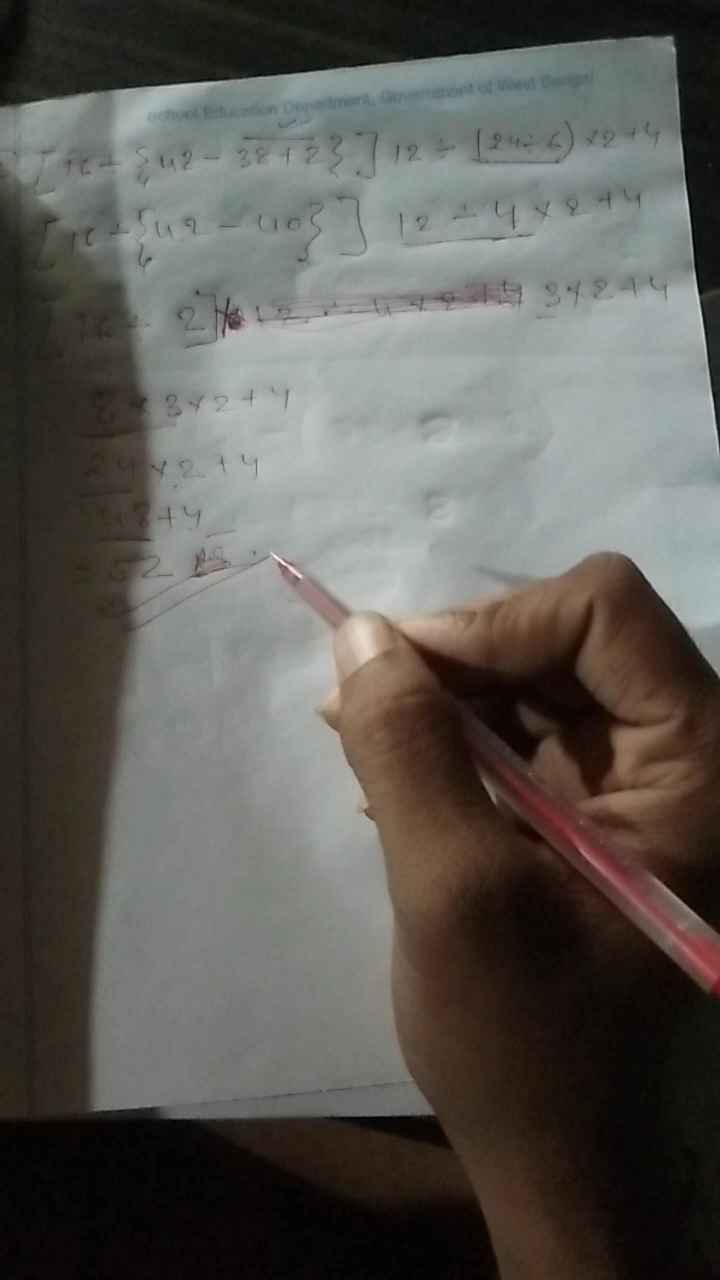 School Education Department, Government of West Bengal
[16 ÷ {42 - 38+2}] 12 ÷ (24÷6) × 2 + 4
[16 ÷ {42 - 40}] 12 ÷ 4 × 2 + 4
[16 ÷ 2] × 3 × 2 + 4
8 × 3 × 2 + 4
24 × 2 + 4
48 + 4
= 52